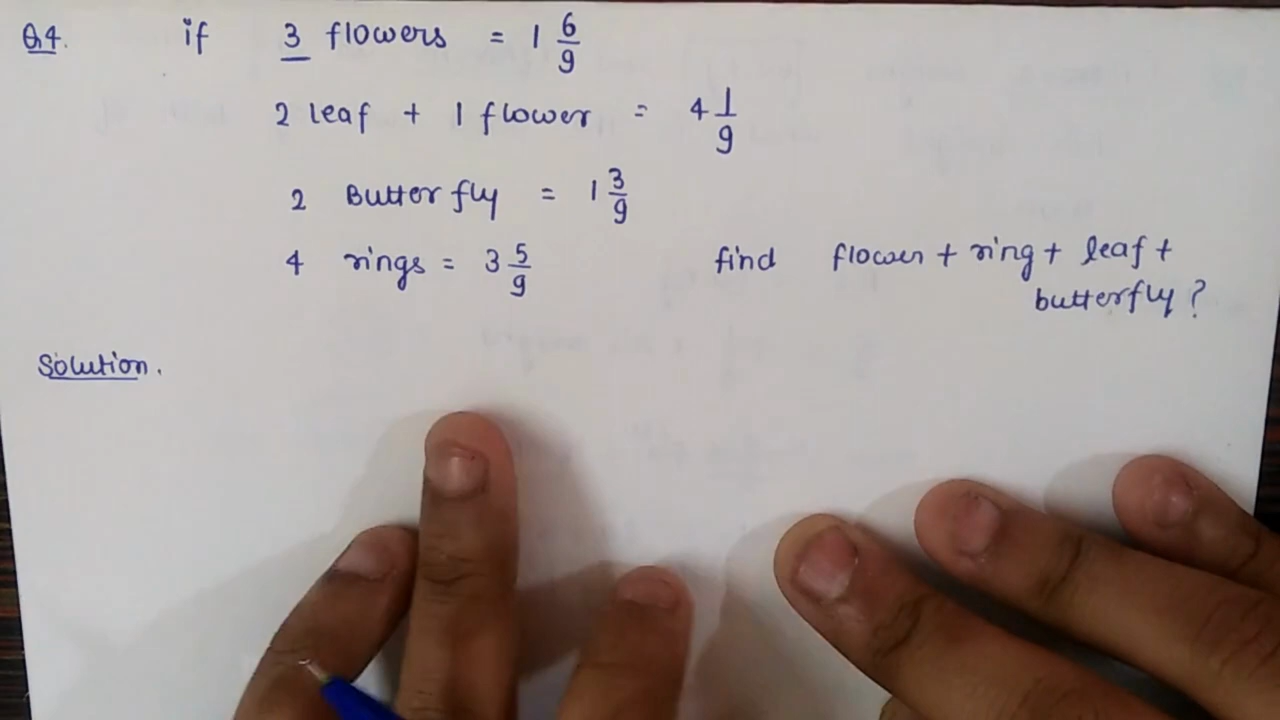 Q4. if 3 flowers = 1 6/9
2 leaf + 1 flower = 4 1/9
2 Butterfly = 1 3/9
4 rings = 3 5/9 find flower + ring + leaf +
butterfly?
Solution.